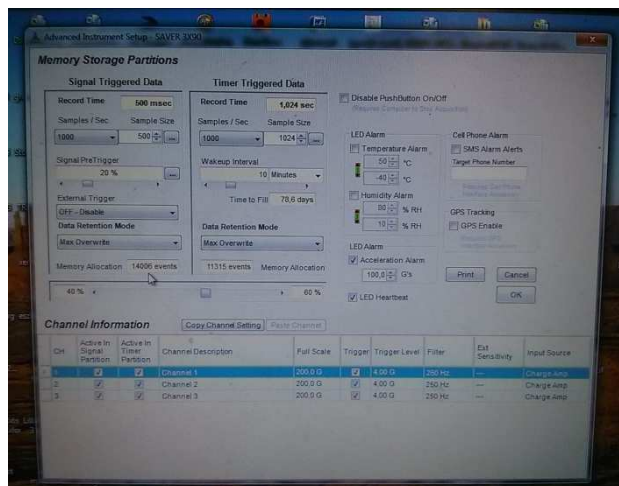 Advanced Instrument Setup - SAVER 3X90
Memory Storage Partitions
Signal Triggered Data
Record Time 500 msec
Samples / Sec Sample Size
1000 500 ...
Signal PreTrigger
20 % ...
External Trigger
OFF - Disable
Data Retention Mode
Max Overwrite
Memory Allocation 14006 events
Timer Triggered Data
Record Time 1,024 sec
Samples / Sec Sample Size
1000 1024 ...
Wakeup Interval
10 Minutes
Time to Fill 78,6 days
Data Retention Mode
Max Overwrite
11315 events Memory Allocation
40 % 60 %
Disable PushButton On/Off
(Requires Computer to Stop Acquisition)
LED Alarm
Temperature Alarm
50 °C
-40 °C
Humidity Alarm
80 % RH
10 % RH
LED Alarm
Acceleration Alarm
100,0 G's
LED Heartbeat
Cell Phone Alarm
SMS Alarm Alerts
Target Phone Number
GPS Tracking
GPS Enable
Print Cancel
OK
Channel Information Copy Channel Setting Paste Channel
CH Active In Signal Partition Active In Timer Partition Channel Description Full Scale Trigger Trigger Level Filter Ext Sensitivity Input Source
1 Channel 1 200,0 G 4,00 G 250 Hz --- Charge Amp
2 Channel 2 200,0 G 4,00 G 250 Hz --- Charge Amp
3 Channel 3 200,0 G 4,00 G 250 Hz --- Charge Amp